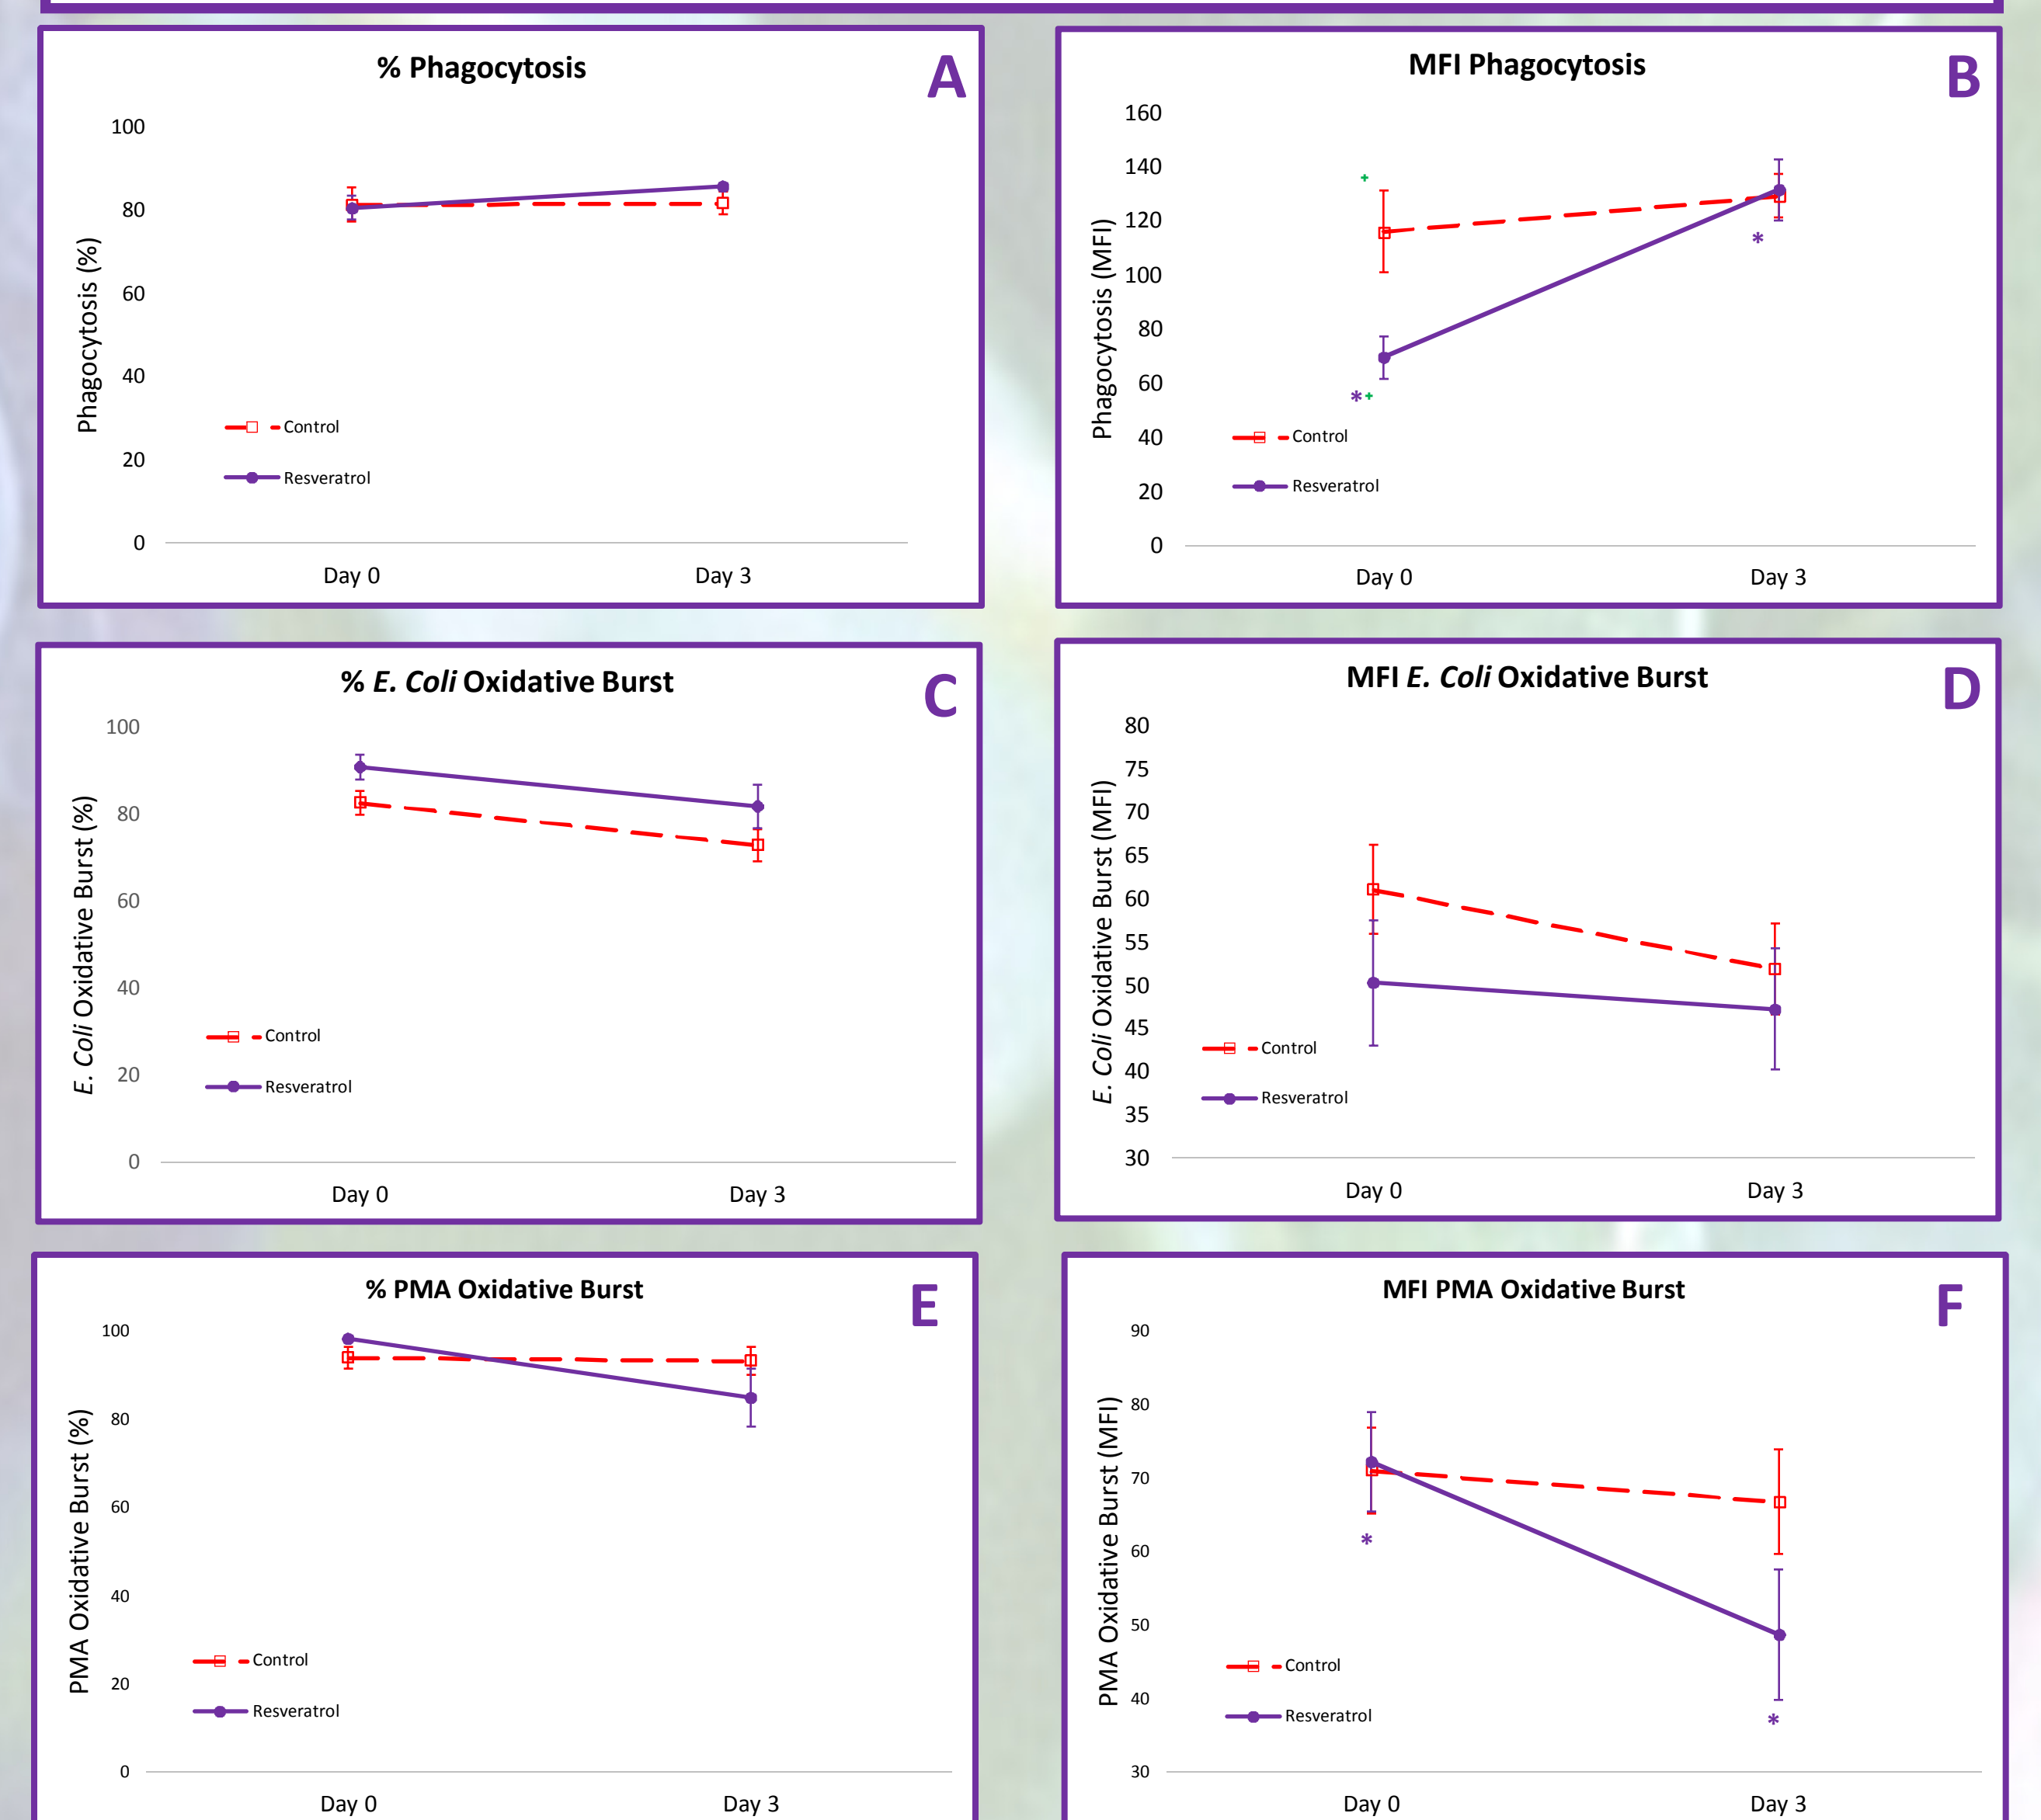 % Phagocytosis
A
100
80
60
40
20
0
Phagocytosis (%)
Control
Resveratrol
Day 0 Day 3
MFI Phagocytosis
B
160
140
120
100
80
60
40
20
0
Phagocytosis (MFI)
+
*
*+
Control
Resveratrol
Day 0 Day 3
% E. Coli Oxidative Burst
C
100
80
60
40
20
0
E. Coli Oxidative Burst (%)
Control
Resveratrol
Day 0 Day 3
MFI E. Coli Oxidative Burst
D
80
75
70
65
60
55
50
45
40
35
30
E. Coli Oxidative Burst (MFI)
Control
Resveratrol
Day 0 Day 3
% PMA Oxidative Burst
E
100
80
60
40
20
0
PMA Oxidative Burst (%)
Control
Resveratrol
Day 0 Day 3
MFI PMA Oxidative Burst
F
90
80
70
60
50
40
30
PMA Oxidative Burst (MFI)
*
Control
Resveratrol
*
Day 0 Day 3